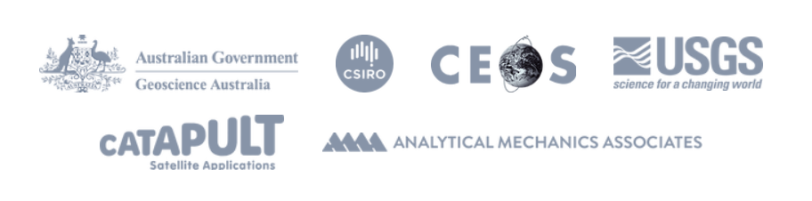 Australian Government
Geoscience Australia
CSIRO
CEOS
USGS
science for a changing world
CATAPULT
Satellite Applications
ANALYTICAL MECHANICS ASSOCIATES